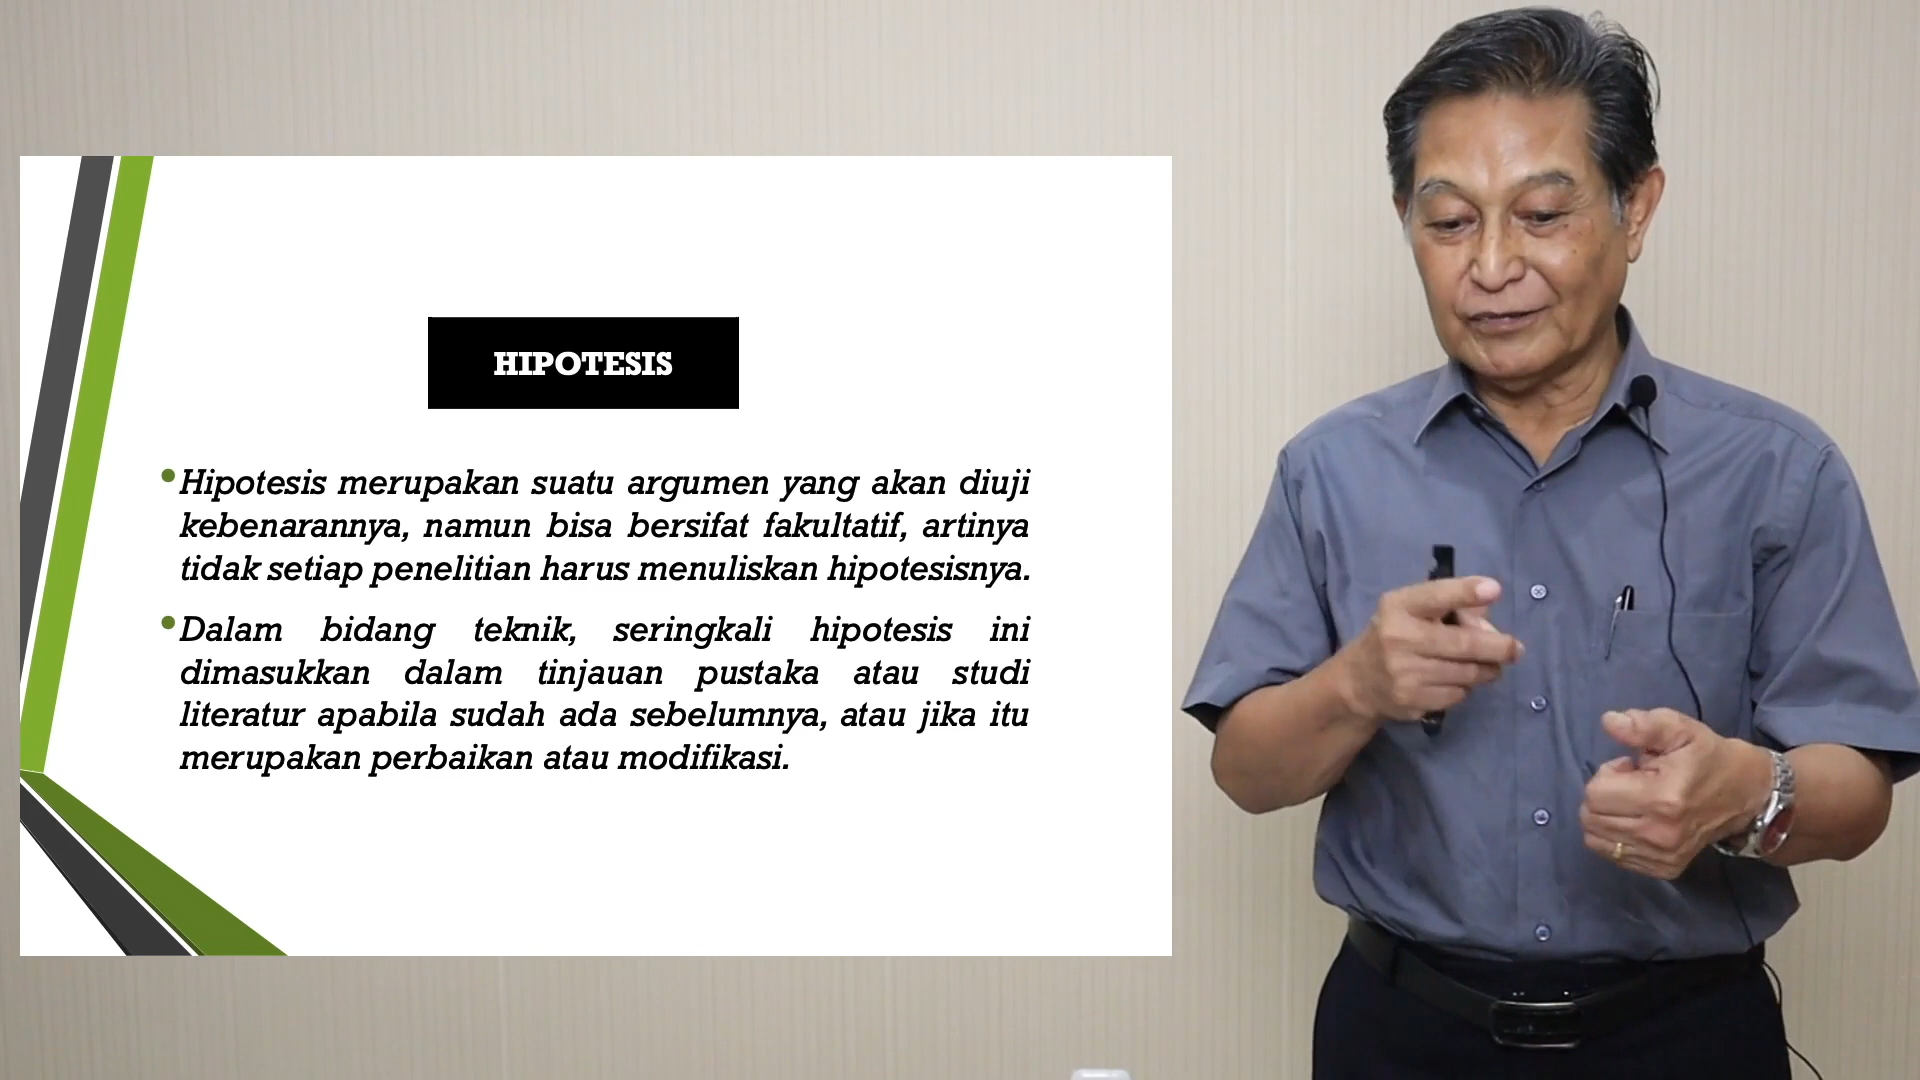 HIPOTESIS
Hipotesis merupakan suatu argumen yang akan diuji
kebenarannya, namun bisa bersifat fakultatif, artinya
tidak setiap penelitian harus menuliskan hipotesisnya.
Dalam bidang teknik, seringkali hipotesis ini
dimasukkan dalam tinjauan pustaka atau studi
literatur apabila sudah ada sebelumnya, atau jika itu
merupakan perbaikan atau modifikasi.